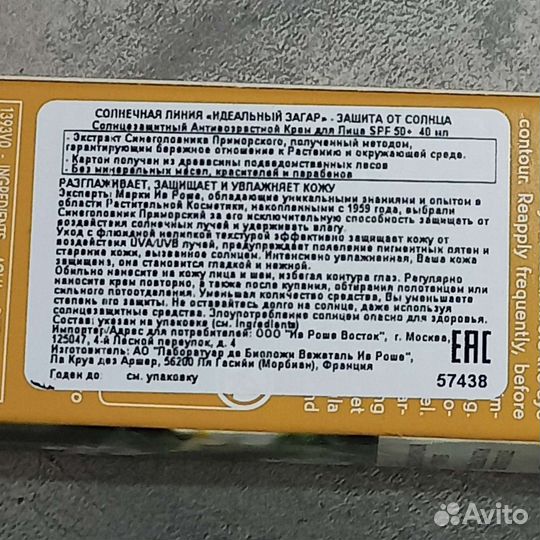 СОЛНЕЧНАЯ ЛИНИЯ «ИДЕАЛЬНЫЙ ЗАГАР» - ЗАЩИТА ОТ СОЛНЦА
Солнцезащитный Антивозрастной Крем для Лица SPF 50+ 40 мл
- Экстракт Синеголовника Приморского, полученный методом,
гарантирующим бережное отношение к Растению и окружающей среде.
- Картон получен из древесины подведомственных лесов
- Без минеральных масел, красителей и парабенов
РАЗГЛАЖИВАЕТ, ЗАЩИЩАЕТ И УВЛАЖНЯЕТ КОЖУ
Эксперты Марки Ив Роше, обладающие уникальными знаниями и опытом в
области Растительной Косметики, накопленными с 1959 года, выбрали
Синеголовник Приморский за его исключительную способность защищать от
воздействия солнечных лучей и удерживать влагу.
Уход с флюидной нелипкой текстурой эффективно защищает кожу от
воздействия UVA/UVB лучей, предупреждает появление пигментных пятен и
старение кожи, вызванное солнцем. Интенсивно увлажненная, Ваша кожа
защищена, она становится гладкой и нежной.
Обильно нанесите на кожу лица и шеи, избегая контура глаз. Регулярно
наносите крем повторно, а также после купания, обтирания полотенцем или
сильного потоотделения. Уменьшая количество средства, Вы уменьшаете
степень его защиты. Не оставайтесь долго на солнце, даже используя
солнцезащитные средства. Злоупотребление солнцем опасно для здоровья.
Состав: указан на упаковке (см. Ingredients)
Импортер/Адрес для потребителей: ООО "Ив Роше Восток", г. Москва,
125047, 4-й Лесной переулок, д. 4
Изготовитель: АО "Лаборатуар де Биоложи Вежеталь Ив Роше",
Ла Круа дез Аршер, 56200 Ля Гасийи (Морбиан), Франция
Годен до: см. упаковку
EAC
57438
1393V0 - INGREDIENTS
contour. Reapply frequently, before
Avito